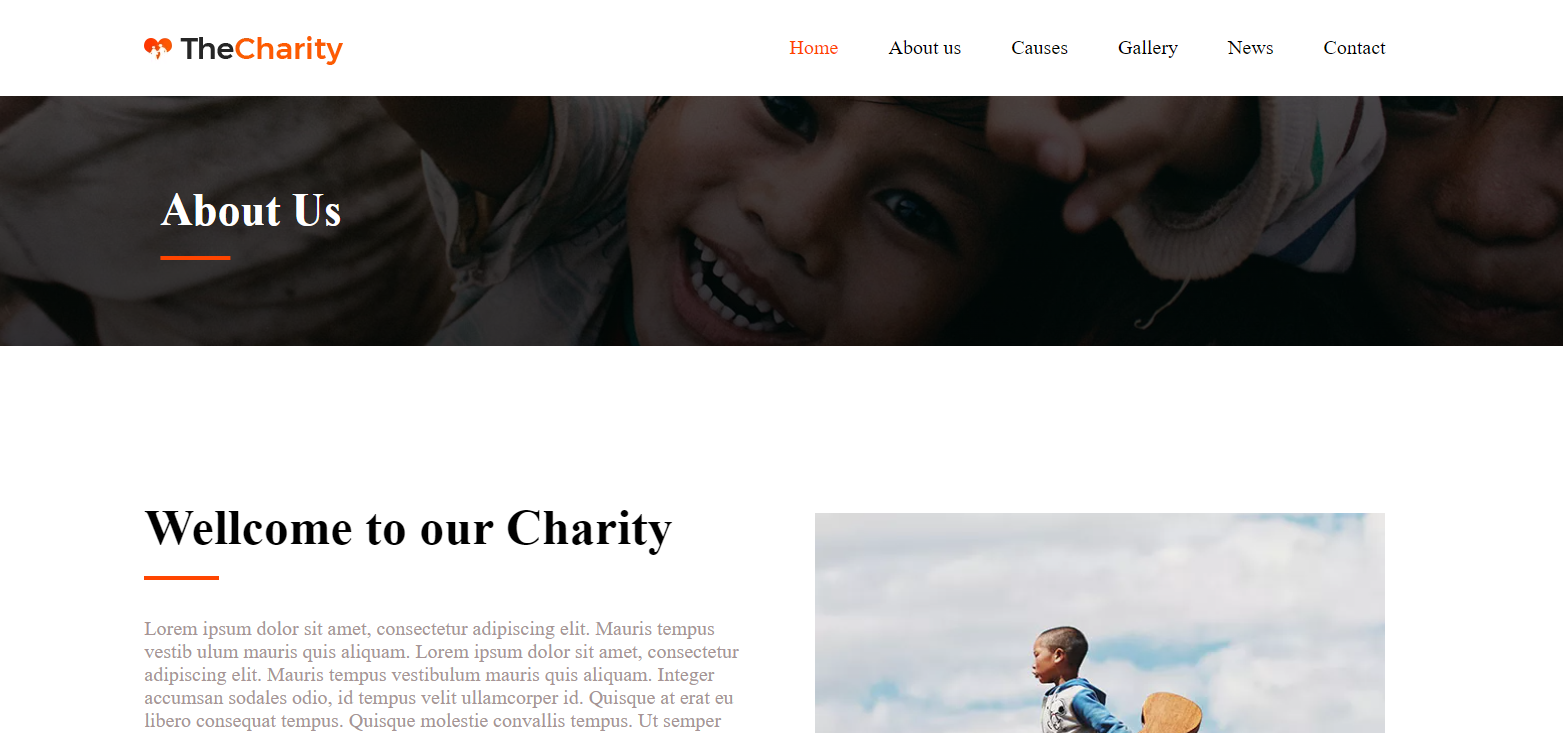 TheCharity
Home About us Causes Gallery News Contact
About Us
Wellcome to our Charity
Lorem ipsum dolor sit amet, consectetur adipiscing elit. Mauris tempus
vestib ulum mauris quis aliquam. Lorem ipsum dolor sit amet, consectetur
adipiscing elit. Mauris tempus vestibulum mauris quis aliquam. Integer
accumsan sodales odio, id tempus velit ullamcorper id. Quisque at erat eu
libero consequat tempus. Quisque molestie convallis tempus. Ut semper